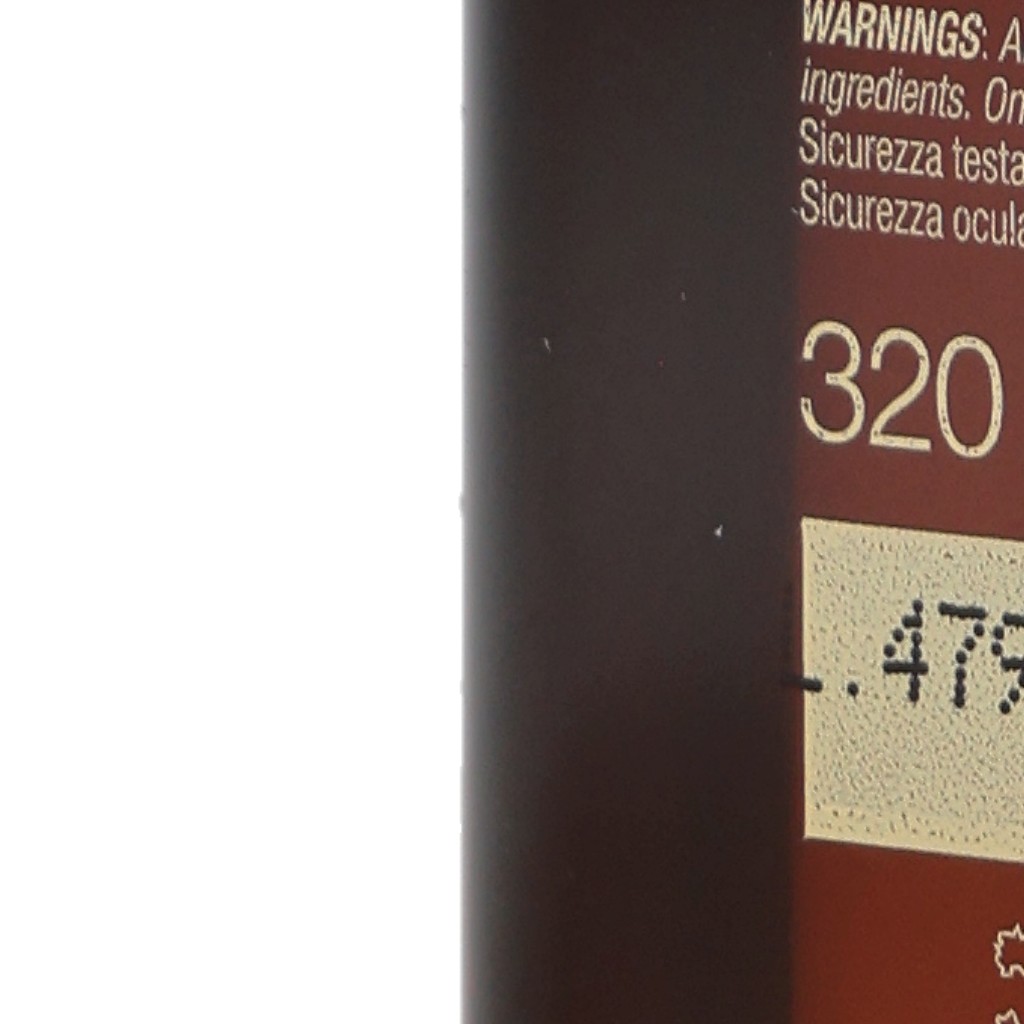 WARNINGS:
ingredients.
Sicurezza
Sicurezza
320
.479